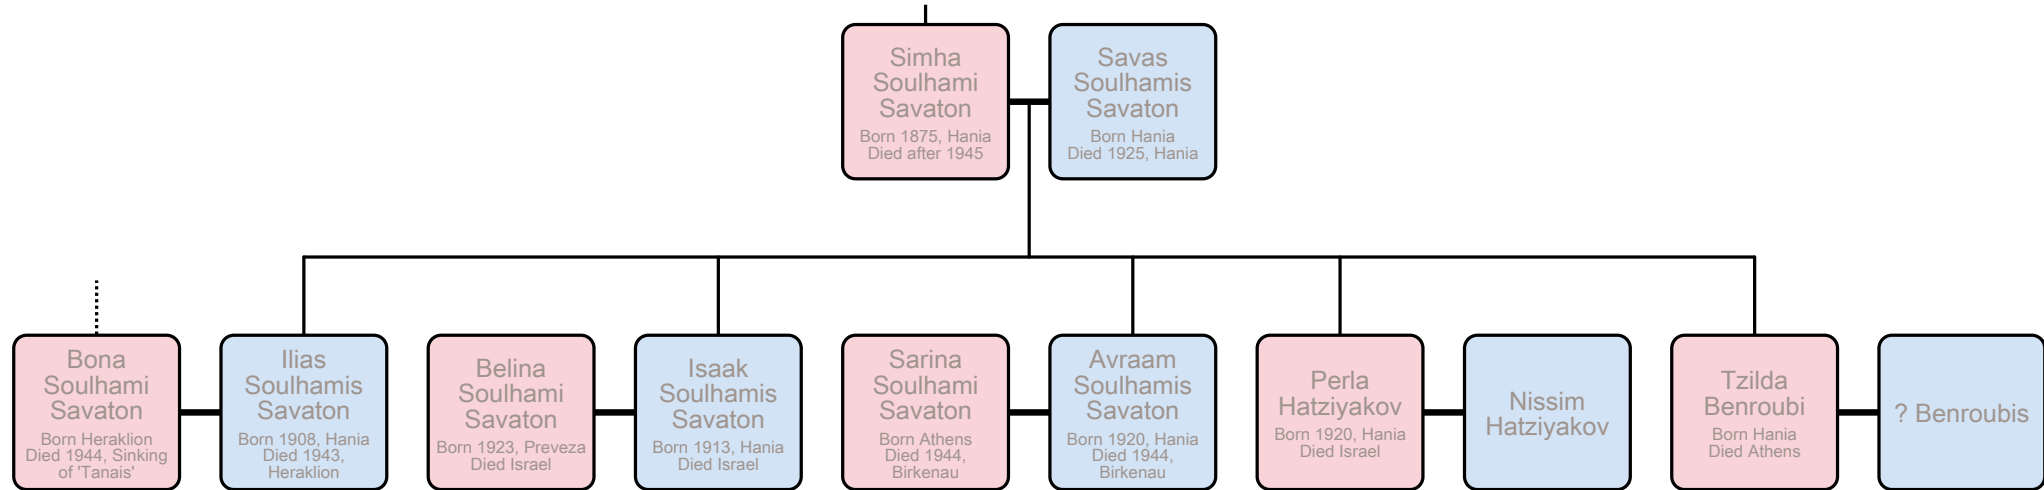 Simha
Soulhami
Savaton
Born 1875, Hania
Died after 1945
Savas
Soulhamis
Savaton
Born Hania
Died 1925, Hania
Bona
Soulhami
Savaton
Born Heraklion
Died 1944, Sinking
of 'Tanais'
Ilias
Soulhamis
Savaton
Born 1908, Hania
Died 1943,
Heraklion
Belina
Soulhami
Savaton
Born 1923, Preveza
Died Israel
Isaak
Soulhamis
Savaton
Born 1913, Hania
Died Israel
Sarina
Soulhami
Savaton
Born Athens
Died 1944,
Birkenau
Avraam
Soulhamis
Savaton
Born 1920, Hania
Died 1944,
Birkenau
Perla
Hatziyakov
Born 1920, Hania
Died Israel
Nissim
Hatziyakov
Tzilda
Benroubi
Born Hania
Died Athens
? Benroubis